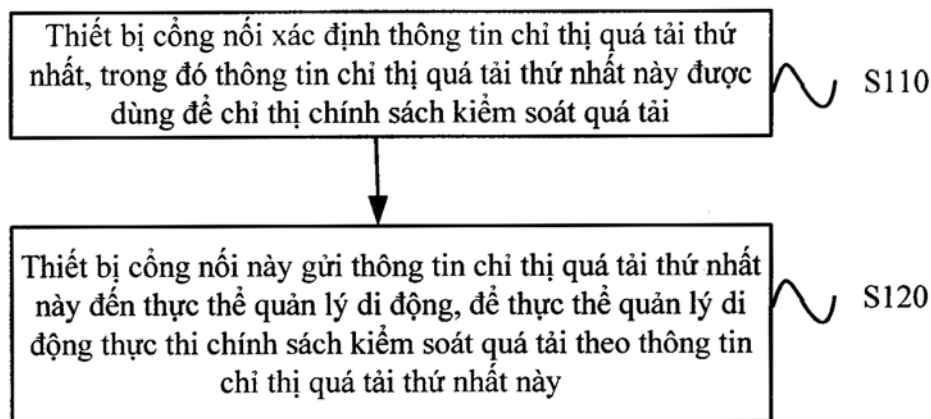 Thiết bị cổng nối xác định thông tin chỉ thị quá tải thứ
nhất, trong đó thông tin chỉ thị quá tải thứ nhất này được
dùng để chỉ thị chính sách kiểm soát quá tải
S110
Thiết bị cổng nối này gửi thông tin chỉ thị quá tải thứ nhất
này đến thực thể quản lý di động, để thực thể quản lý di
động thực thi chính sách kiểm soát quá tải theo thông tin
chỉ thị quá tải thứ nhất này
S120